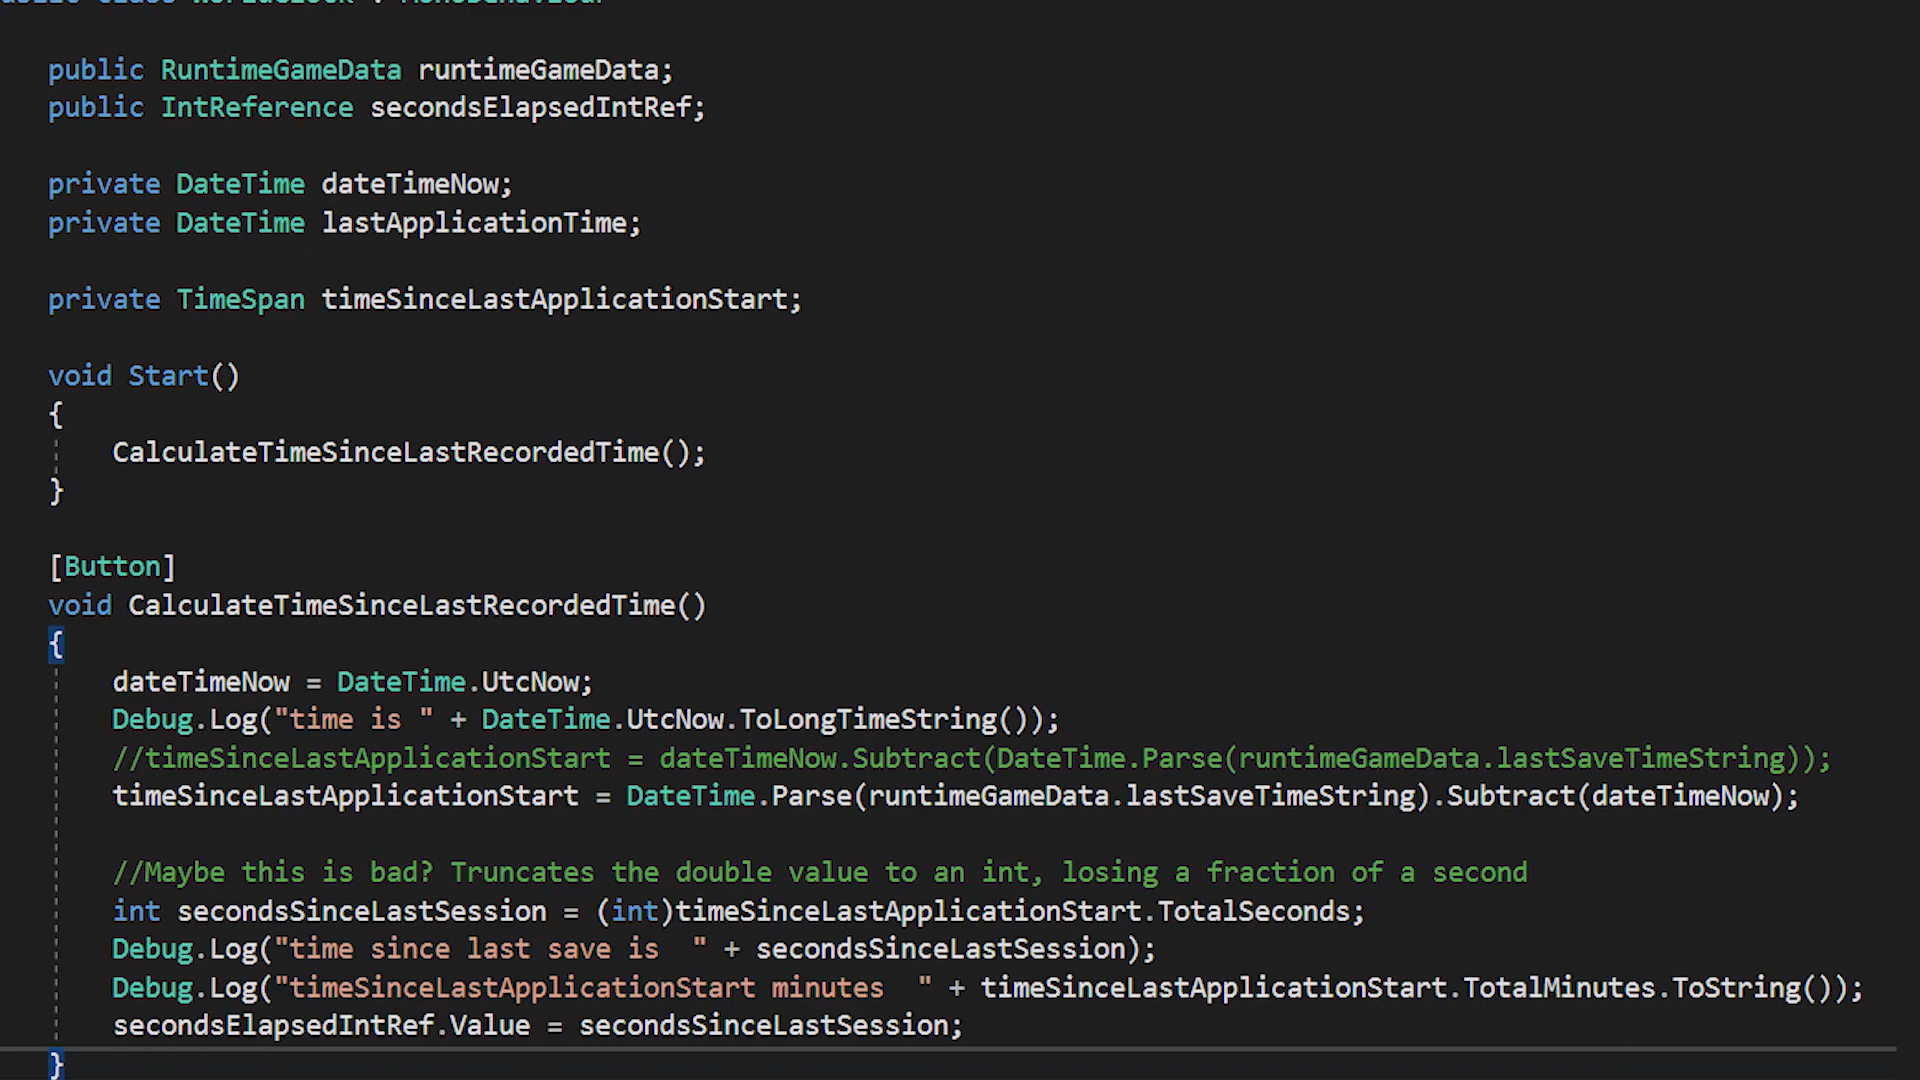 public class WorldClock : MonoBehaviour
public RuntimeGameData runtimeGameData;
public IntReference secondsElapsedIntRef;
private DateTime dateTimeNow;
private DateTime lastApplicationTime;
private TimeSpan timeSinceLastApplicationStart;
void Start()
{
CalculateTimeSinceLastRecordedTime();
}
[Button]
void CalculateTimeSinceLastRecordedTime()
{
dateTimeNow = DateTime.UtcNow;
Debug.Log("time is " + DateTime.UtcNow.ToLongTimeString());
//timeSinceLastApplicationStart = dateTimeNow.Subtract(DateTime.Parse(runtimeGameData.lastSaveTimeString));
timeSinceLastApplicationStart = DateTime.Parse(runtimeGameData.lastSaveTimeString).Subtract(dateTimeNow);
//Maybe this is bad? Truncates the double value to an int, losing a fraction of a second
int secondsSinceLastSession = (int)timeSinceLastApplicationStart.TotalSeconds;
Debug.Log("time since last save is  " + secondsSinceLastSession);
Debug.Log("timeSinceLastApplicationStart minutes  " + timeSinceLastApplicationStart.TotalMinutes.ToString());
secondsElapsedIntRef.Value = secondsSinceLastSession;
}